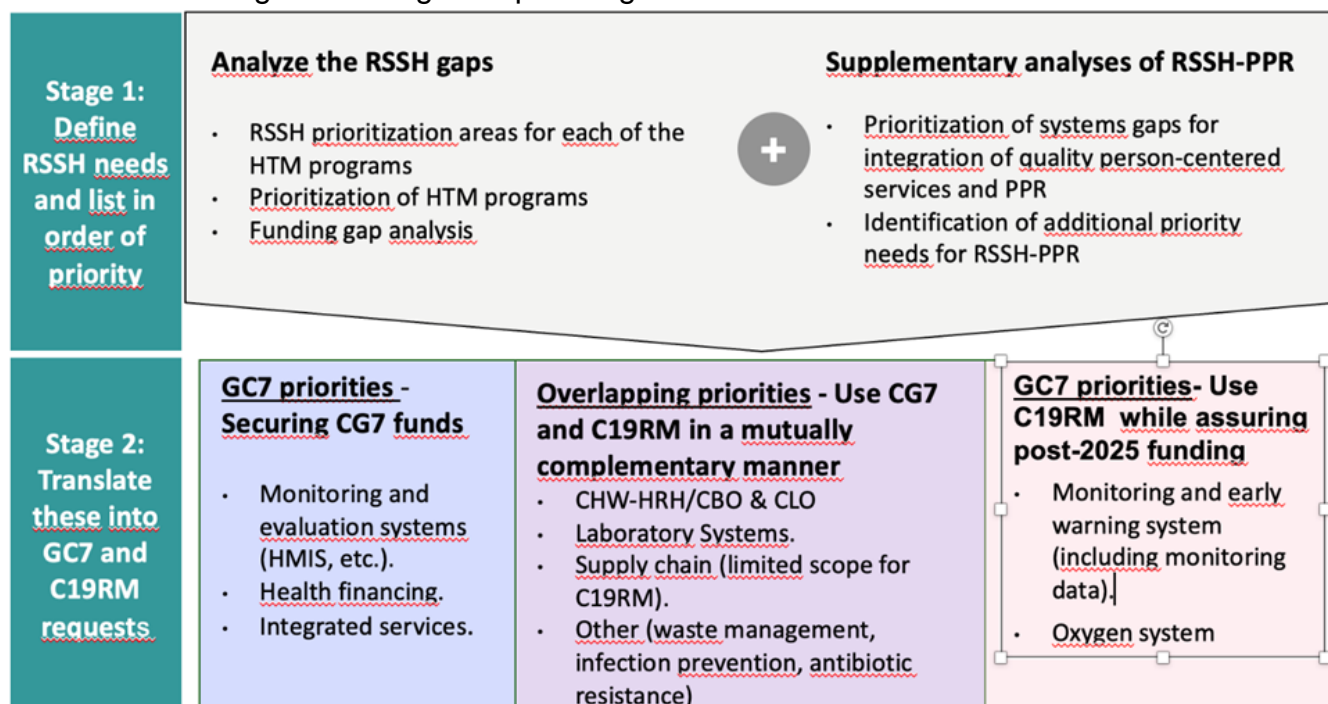 Stage 1:
Define
RSSH needs
and list in
order of
priority
Analyze the RSSH gaps
· RSSH prioritization areas for each of the
HTM programs
· Prioritization of HTM programs
· Funding gap analysis
+
Supplementary analyses of RSSH-PPR
· Prioritization of systems gaps for
integration of quality person-centered
services and PPR
· Identification of additional priority
needs for RSSH-PPR
Stage 2:
Translate
these into
GC7 and
C19RM
requests
GC7 priorities -
Securing CG7 funds
· Monitoring and
evaluation systems
(HMIS, etc.).
· Health financing.
· Integrated services.
Overlapping priorities - Use CG7
and C19RM in a mutually
complementary manner
· CHW-HRH/CBO & CLO
· Laboratory Systems.
· Supply chain (limited scope for
C19RM).
· Other (waste management,
infection prevention, antibiotic
resistance)
GC7 priorities- Use
C19RM while assuring
post-2025 funding
· Monitoring and early
warning system
(including monitoring
data).
· Oxygen system